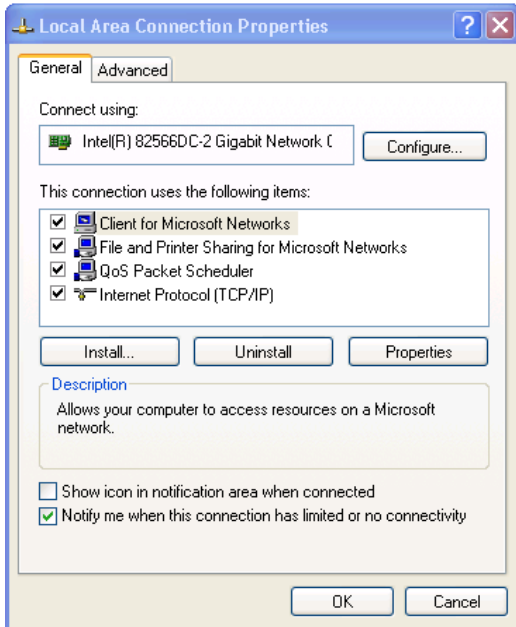 Local Area Connection Properties
General Advanced
Connect using:
Intel(R) 82566DC-2 Gigabit Network C
Configure...
This connection uses the following items:
Client for Microsoft Networks
File and Printer Sharing for Microsoft Networks
QoS Packet Scheduler
Internet Protocol (TCP/IP)
Install... Uninstall Properties
Description
Allows your computer to access resources on a Microsoft
network.
Show icon in notification area when connected
Notify me when this connection has limited or no connectivity
OK Cancel